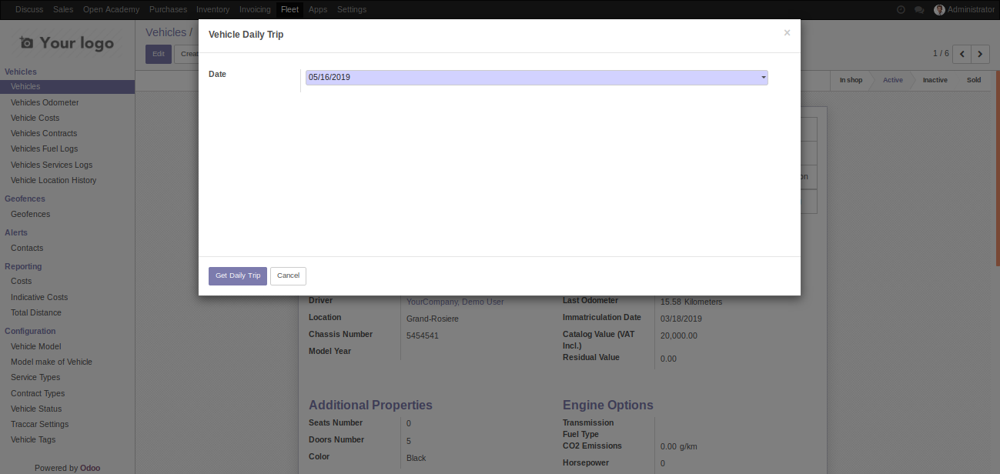 Discuss Sales Open Academy Purchases Inventory Invoicing Fleet Apps Settings Administrator
Your logo
Vehicles
Vehicles
Vehicles Odometer
Vehicle Costs
Vehicles Contracts
Vehicles Fuel Logs
Vehicles Services Logs
Vehicle Location History
Geofences
Geofences
Alerts
Contacts
Reporting
Costs
Indicative Costs
Total Distance
Configuration
Vehicle Model
Model make of Vehicle
Service Types
Contract Types
Vehicle Status
Traccar Settings
Vehicle Tags
Powered by Odoo
Vehicles /
Edit Creat
1 / 6
In shop Active Inactive Sold
on
Vehicle Daily Trip ×
Date 05/16/2019
Get Daily Trip Cancel
Driver YourCompany, Demo User
Location Grand-Rosiere
Chassis Number 5454541
Model Year
Last Odometer 15.58 Kilometers
Immatriculation Date 03/18/2019
Catalog Value (VAT 20,000.00
Incl.)
Residual Value 0.00
Additional Properties
Seats Number 0
Doors Number 5
Color Black
Engine Options
Transmission
Fuel Type
CO2 Emissions 0.00 g/km
Horsepower 0